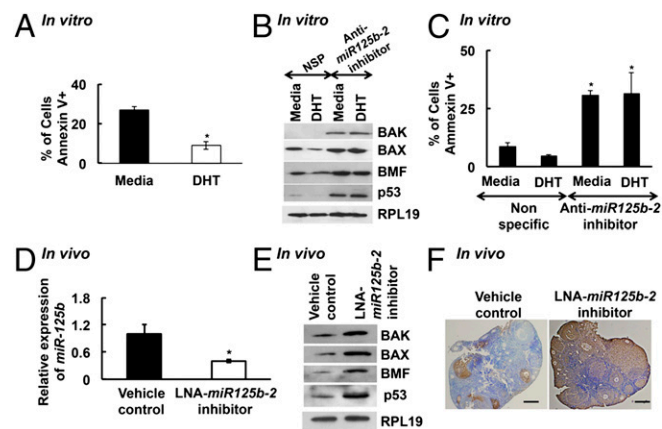 A In vitro
% of Cells
Annexin V+
40
20
0
*
Media
DHT
B In vitro
NSP
Anti-
miR125b-2
inhibitor
Media
DHT
Media
DHT
BAK
BAX
BMF
p53
RPL19
C In vitro
% of Cells
Ammexin V+
50
25
0
*
*
Media
DHT
Media
DHT
Non
specific
Anti-miR125b-2
inhibitor
D In vivo
Relative expression
of miR-125b
1.8
1.2
0.6
0
*
Vehicle
control
LNA-miR125b-2
inhibitor
E In vivo
Vehicle
control
LNA-
miR125b-2
inhibitor
BAK
BAX
BMF
p53
RPL19
F In vivo
Vehicle
control
LNA-miR125b-2
inhibitor